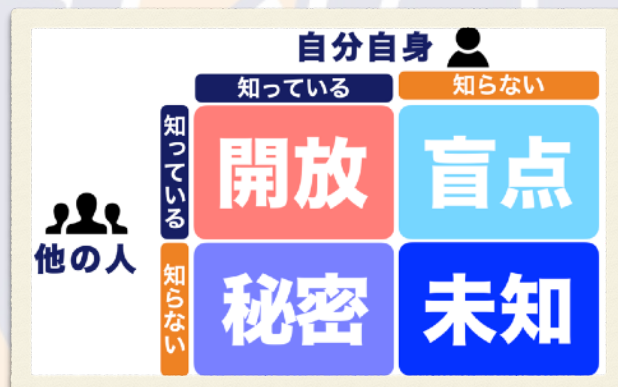 自分自身
知っている
知らない
知っている
開放
盲点
他の人
知らない
秘密
未知